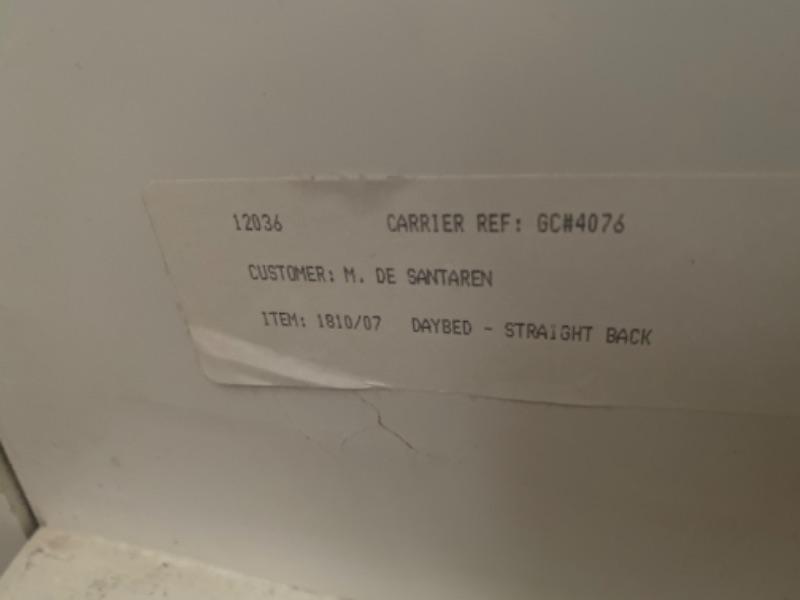 12036 CARRIER REF: GC#4076
CUSTOMER: M. DE SANTAREN
ITEM: 1810/07 DAYBED - STRAIGHT BACK